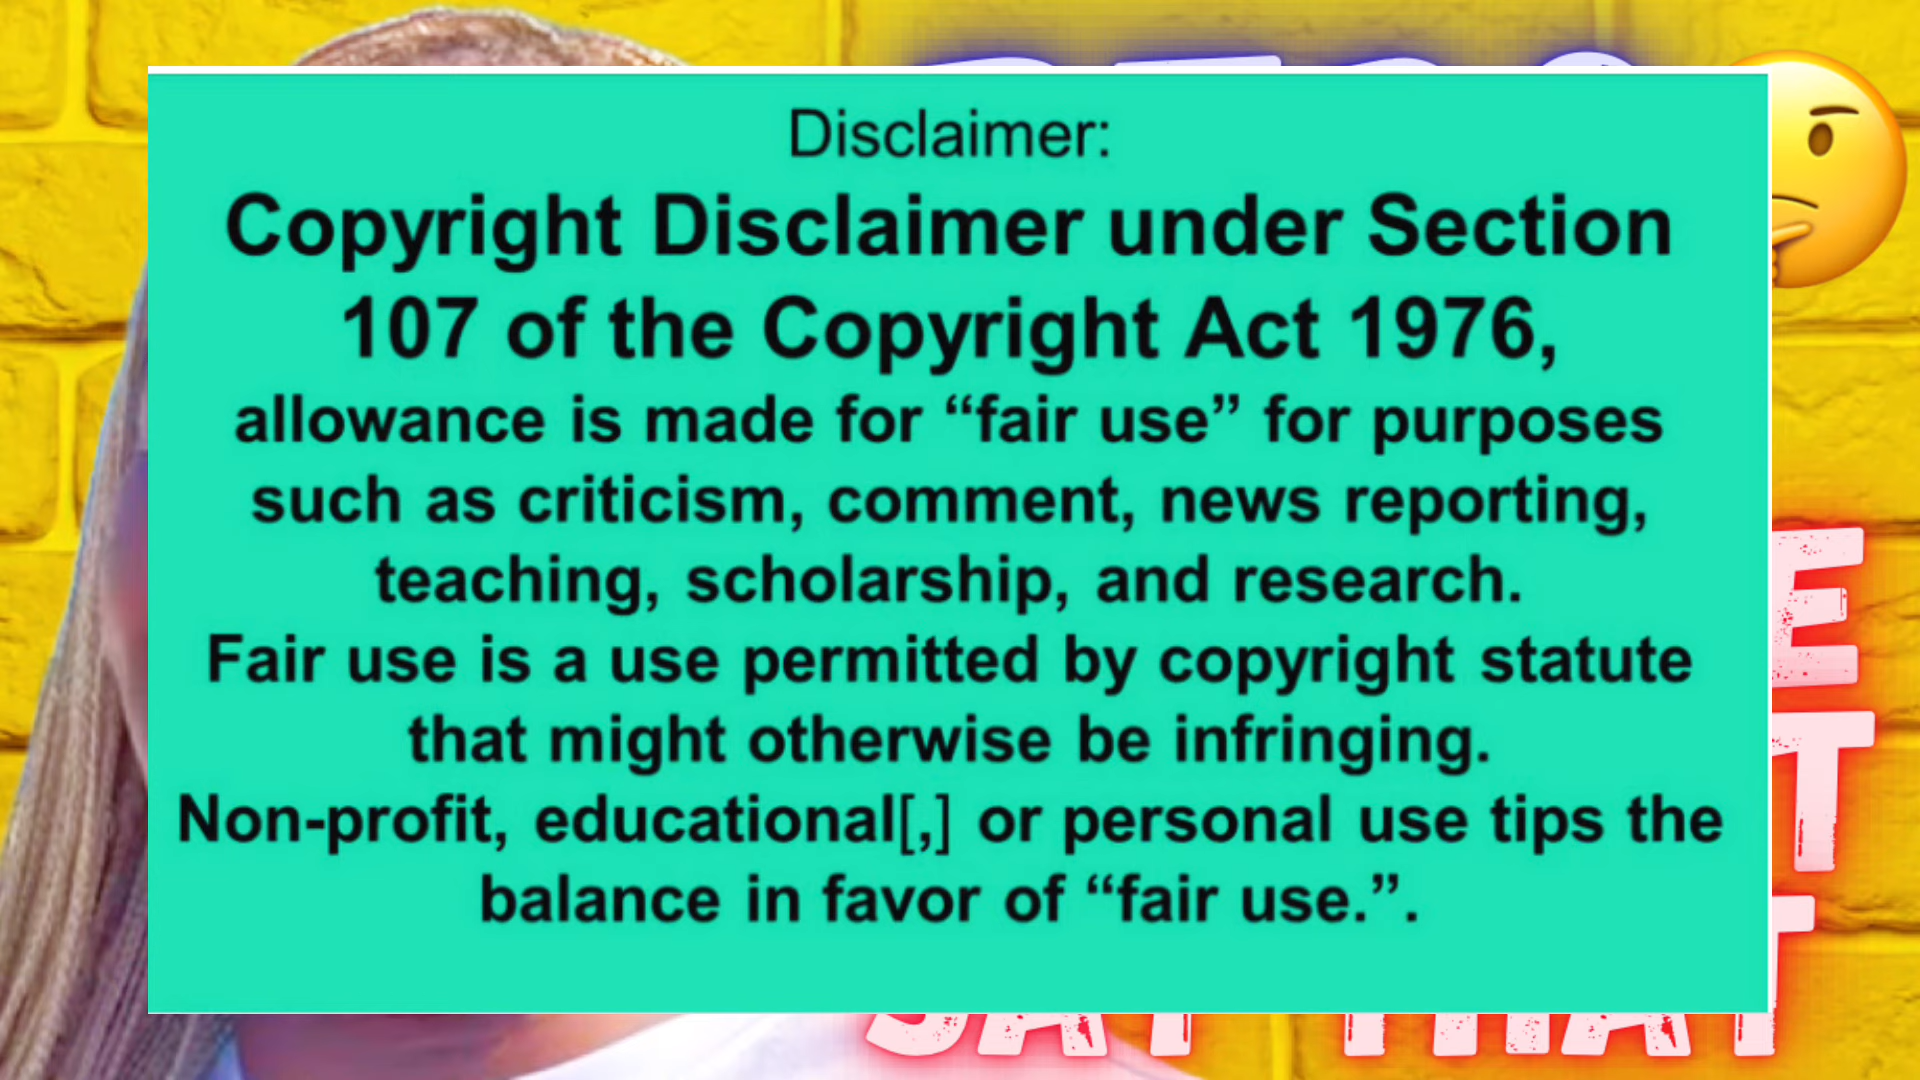 Disclaimer:
Copyright Disclaimer under Section
107 of the Copyright Act 1976,
allowance is made for “fair use” for purposes
such as criticism, comment, news reporting,
teaching, scholarship, and research.
Fair use is a use permitted by copyright statute
that might otherwise be infringing.
Non-profit, educational[,] or personal use tips the
balance in favor of “fair use.”.
SAY THAT